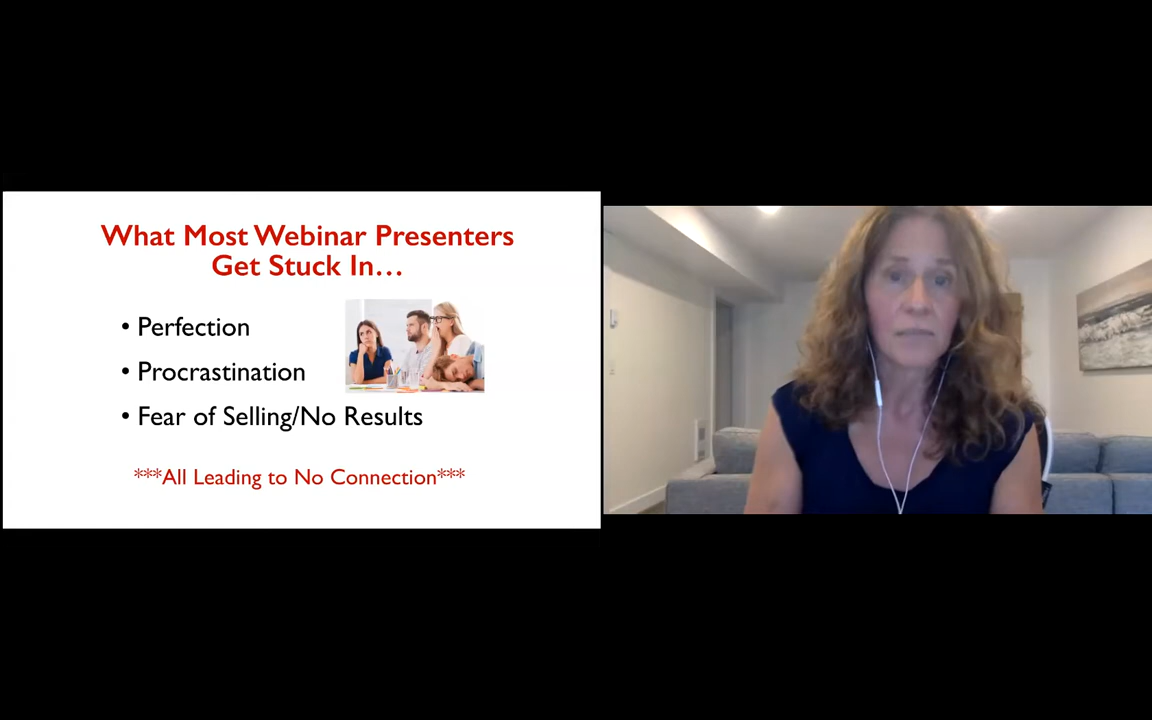 What Most Webinar Presenters
Get Stuck In…
• Perfection
• Procrastination
• Fear of Selling/No Results
***All Leading to No Connection***